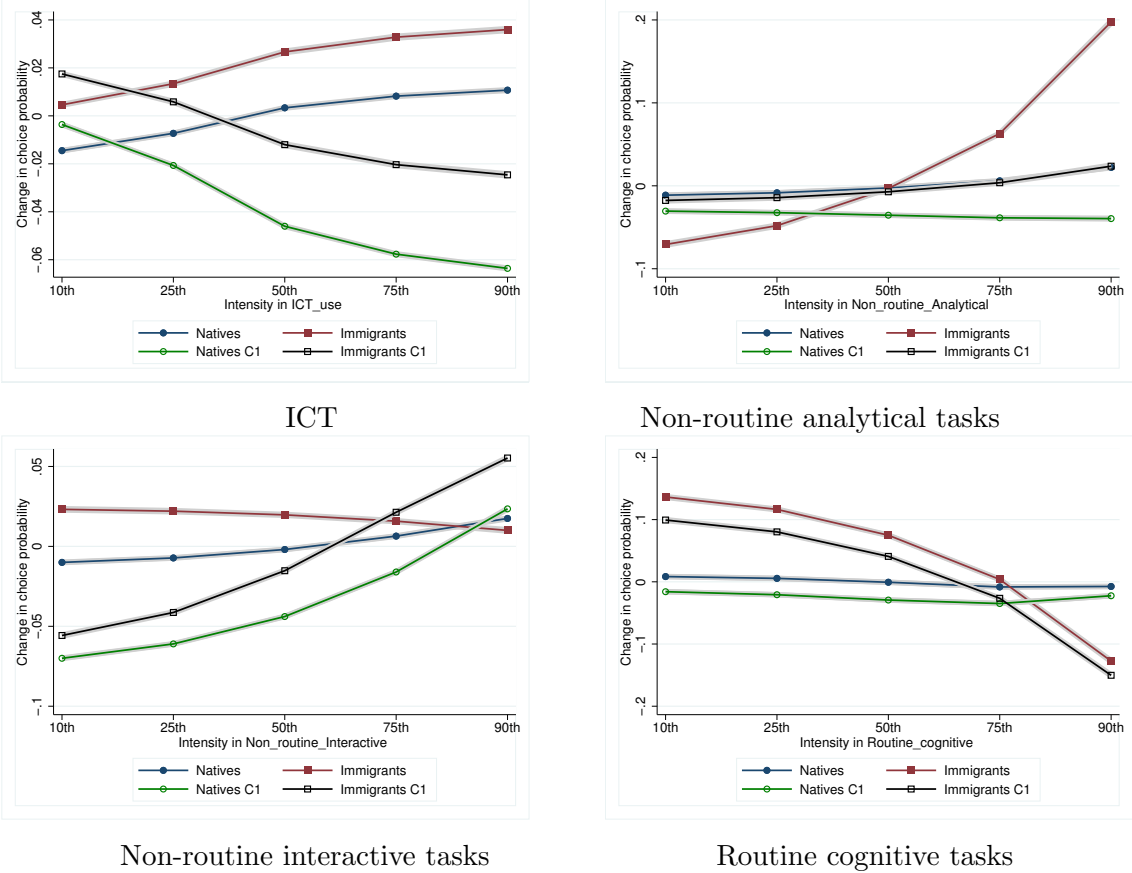 Change in choice probability
.04
.02
0
-.02
-.04
-.06
10th 25th 50th 75th 90th
Intensity in ICT_use
Natives Immigrants
Natives C1 Immigrants C1
ICT
Change in choice probability
.2
.1
0
-.1
10th 25th 50th 75th 90th
Intensity in Non_routine_Analytical
Natives Immigrants
Natives C1 Immigrants C1
Non-routine analytical tasks
Change in choice probability
.05
0
-.05
-.1
10th 25th 50th 75th 90th
Intensity in Non_routine_Interactive
Natives Immigrants
Natives C1 Immigrants C1
Non-routine interactive tasks
Change in choice probability
.2
.1
0
-.1
-.2
10th 25th 50th 75th 90th
Intensity in Routine_cognitive
Natives Immigrants
Natives C1 Immigrants C1
Routine cognitive tasks